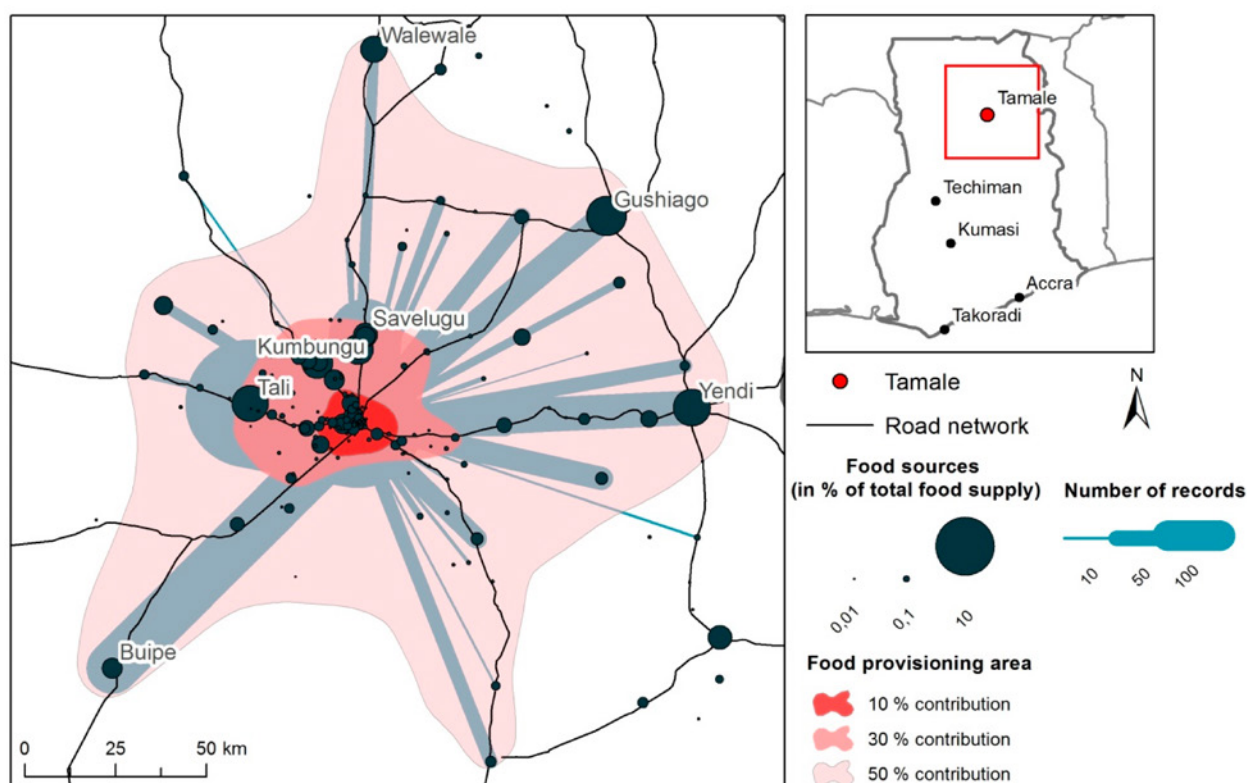 Walewale
Gushiago
Savelugu
Kumbungu
Tali
Yendi
Buipe
0 25 50 km
Tamale
Techiman
Kumasi
Accra
Takoradi
Tamale
N
Road network
Food sources
(in % of total food supply)
0,01
0,1
10
Number of records
10
50
100
Food provisioning area
10 % contribution
30 % contribution
50 % contribution